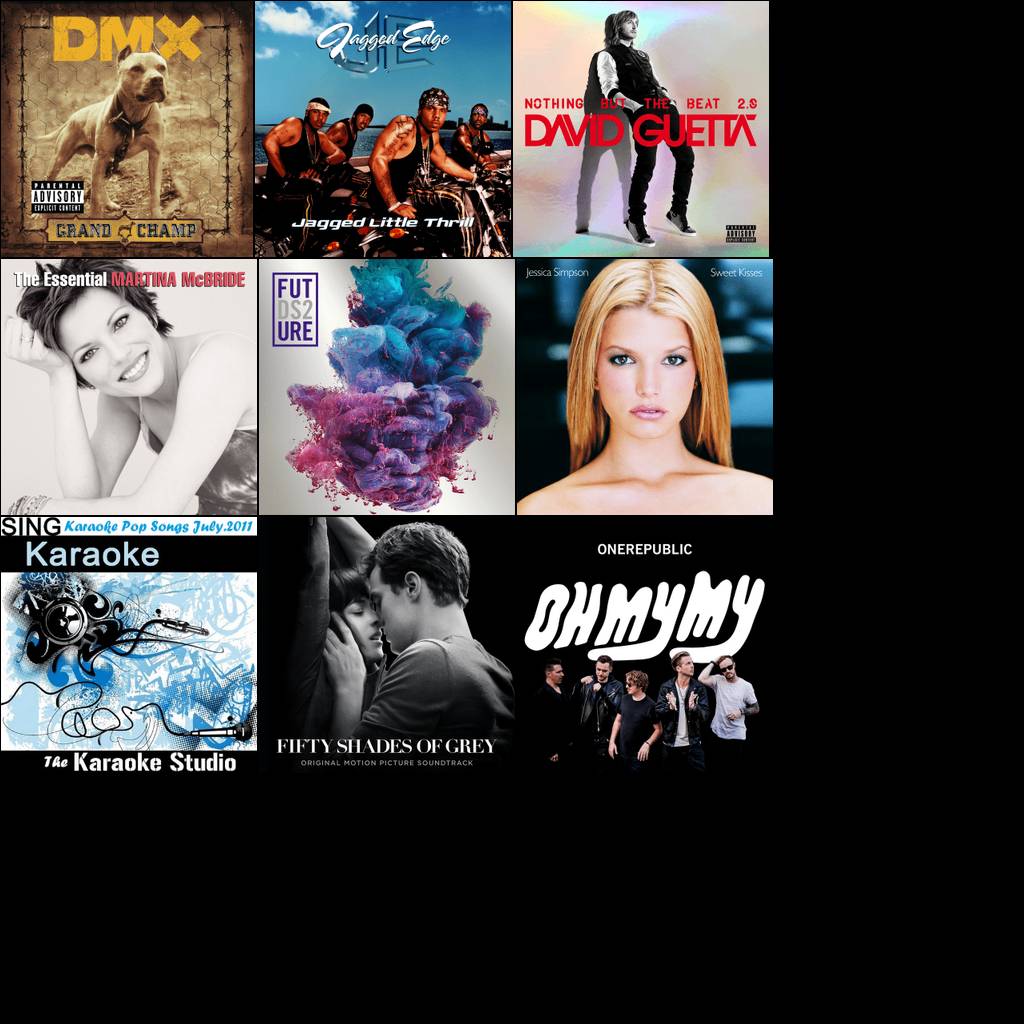 DMX
PARENTAL
ADVISORY
EXPLICIT CONTENT
GRAND CHAMP
Jagged Edge
JE
Jagged Little Thrill
NOTHING BUT THE BEAT 2.0
DAVID GUETTA
PARENTAL
ADVISORY
EXPLICIT CONTENT
The Essential MARTINA McBRIDE
FUT
DS2
URE
Jessica Simpson
Sweet Kisses
SING Karaoke Pop Songs July.2011
Karaoke
The Karaoke Studio
FIFTY SHADES OF GREY
ORIGINAL MOTION PICTURE SOUNDTRACK
ONEREPUBLIC
OH MY MY